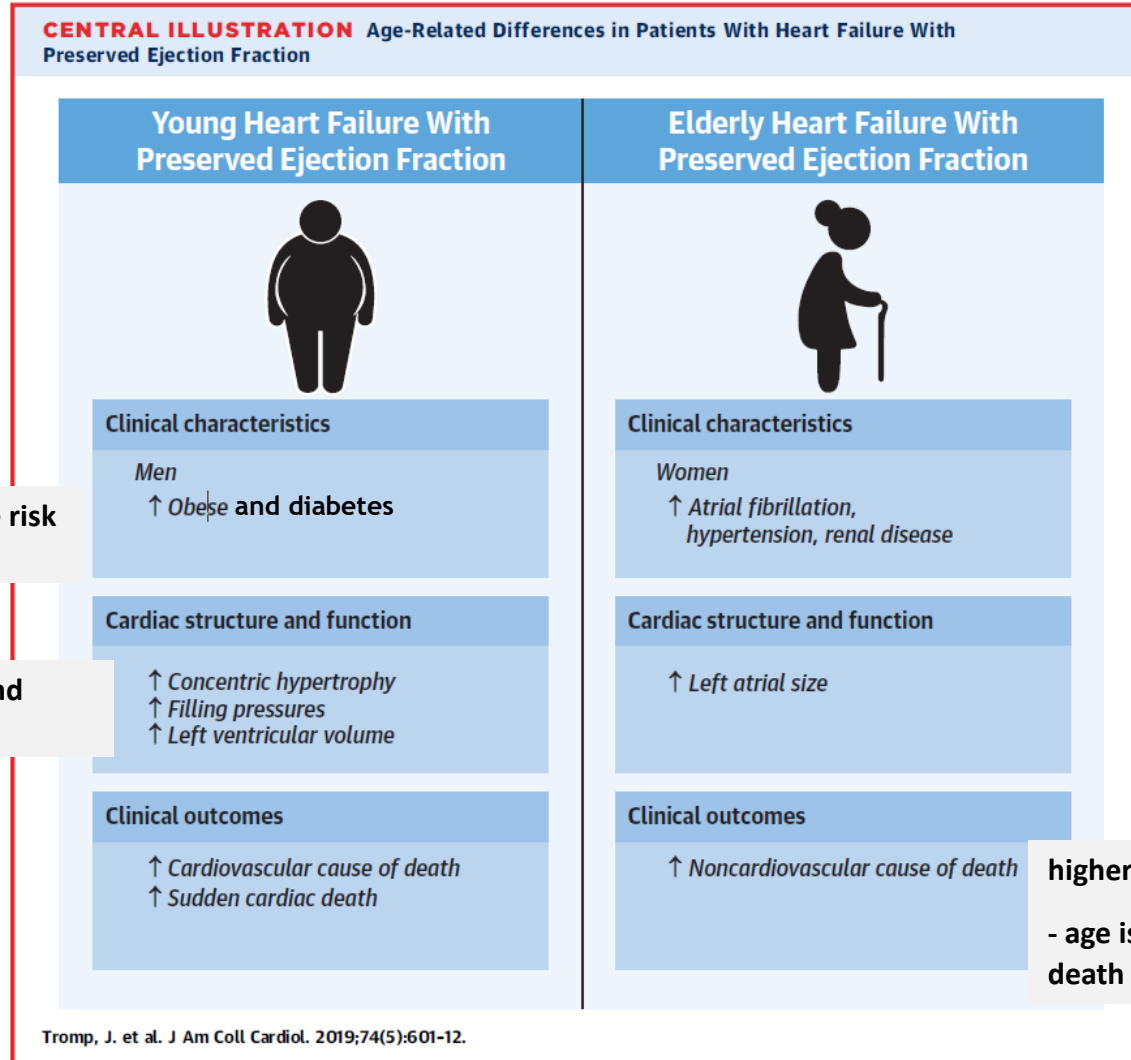 CENTRAL ILLUSTRATION Age-Related Differences in Patients With Heart Failure With
Preserved Ejection Fraction
Young Heart Failure With
Preserved Ejection Fraction
Clinical characteristics
Men
↑ Obese and diabetes
risk
Cardiac structure and function
nd
↑ Concentric hypertrophy
↑ Filling pressures
↑ Left ventricular volume
Clinical outcomes
↑ Cardiovascular cause of death
↑ Sudden cardiac death
Elderly Heart Failure With
Preserved Ejection Fraction
Clinical characteristics
Women
↑ Atrial fibrillation,
hypertension, renal disease
Cardiac structure and function
↑ Left atrial size
Clinical outcomes
↑ Noncardiovascular cause of death
higher
- age is
death
Tromp, J. et al. J Am Coll Cardiol. 2019;74(5):601-12.